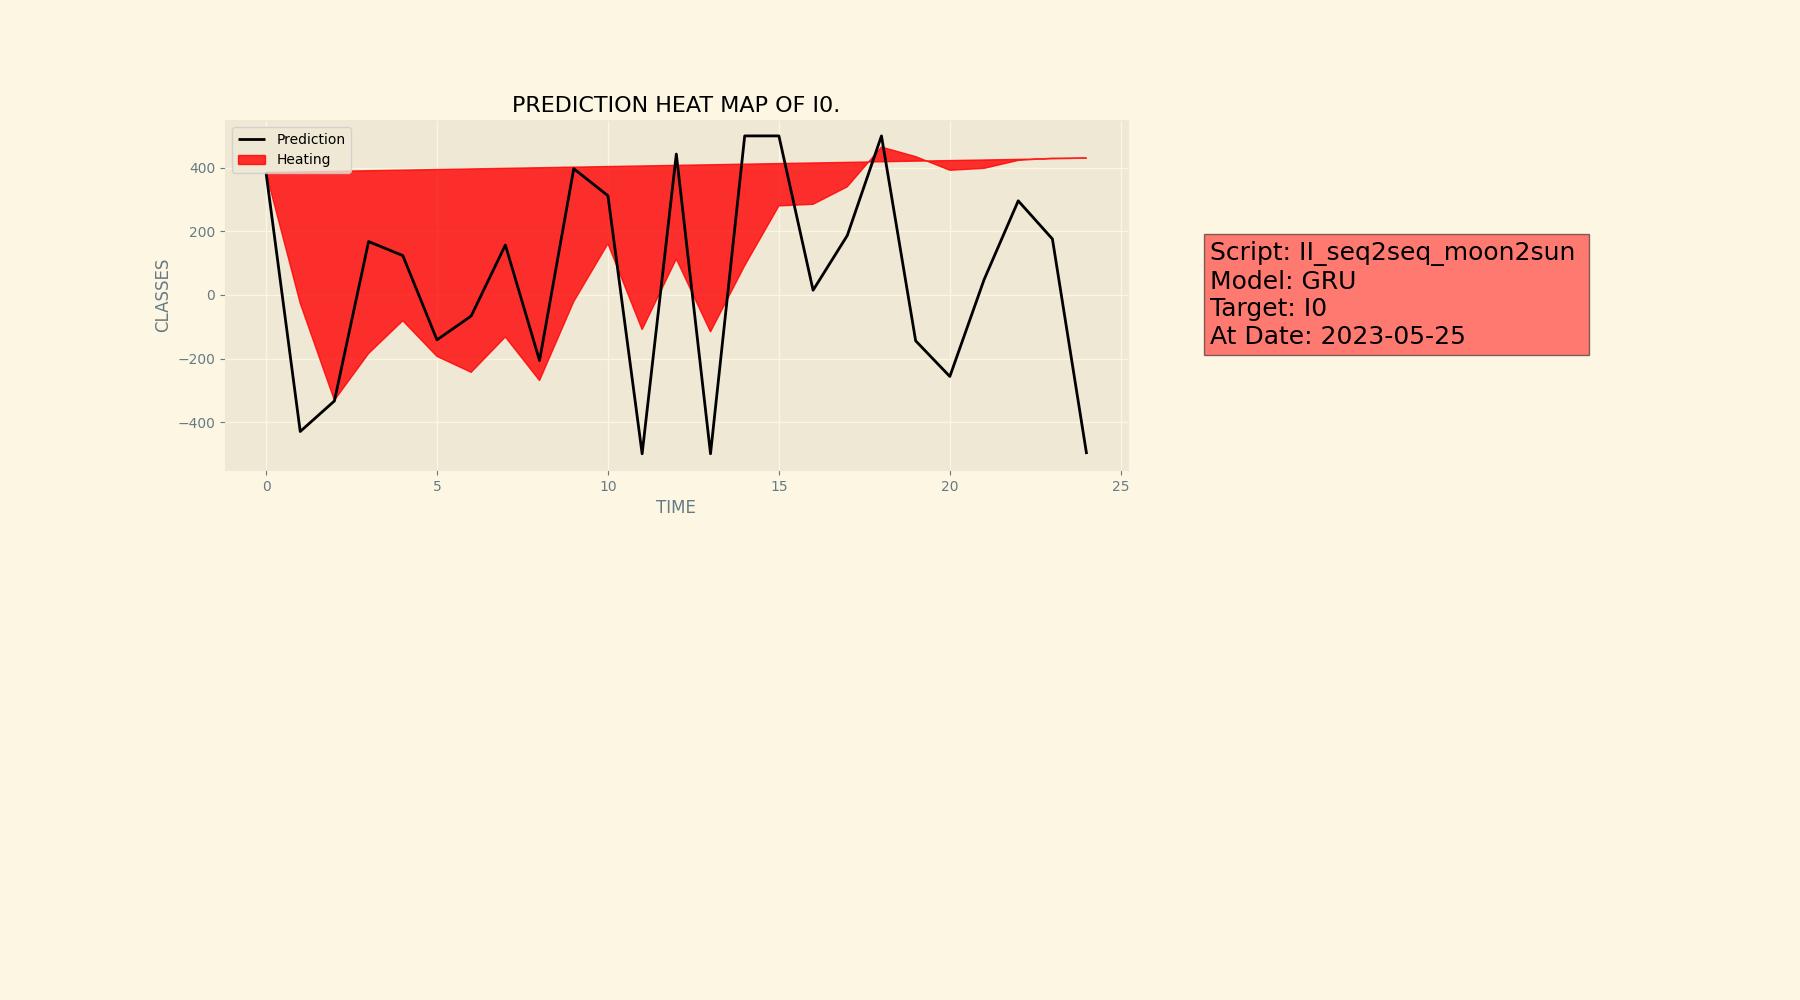 PREDICTION HEAT MAP OF I0.
Prediction
Heating
400
200
0
−200
−400
CLASSES
0 5 10 15 20 25
TIME
Script: II_seq2seq_moon2sun
Model: GRU
Target: I0
At Date: 2023-05-25